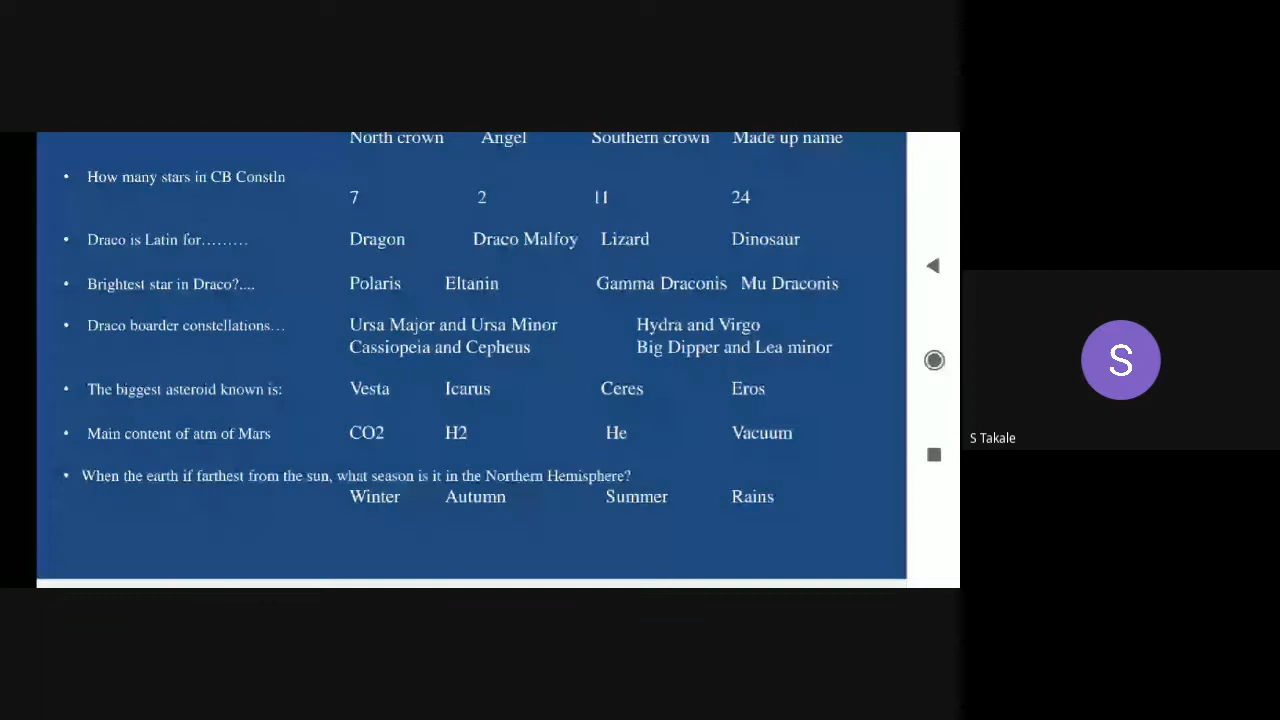 North crown Angel Southern crown Made up name
• How many stars in CB Constln
7 2 11 24
• Draco is Latin for......... Dragon Draco Malfoy Lizard Dinosaur
• Brightest star in Draco?.... Polaris Eltanin Gamma Draconis Mu Draconis
• Draco boarder constellations... Ursa Major and Ursa Minor Hydra and Virgo
Cassiopeia and Cepheus Big Dipper and Lea minor
• The biggest asteroid known is: Vesta Icarus Ceres Eros
• Main content of atm of Mars CO2 H2 He Vacuum
• When the earth if farthest from the sun, what season is it in the Northern Hemisphere?
Winter Autumn Summer Rains
S
S Takale